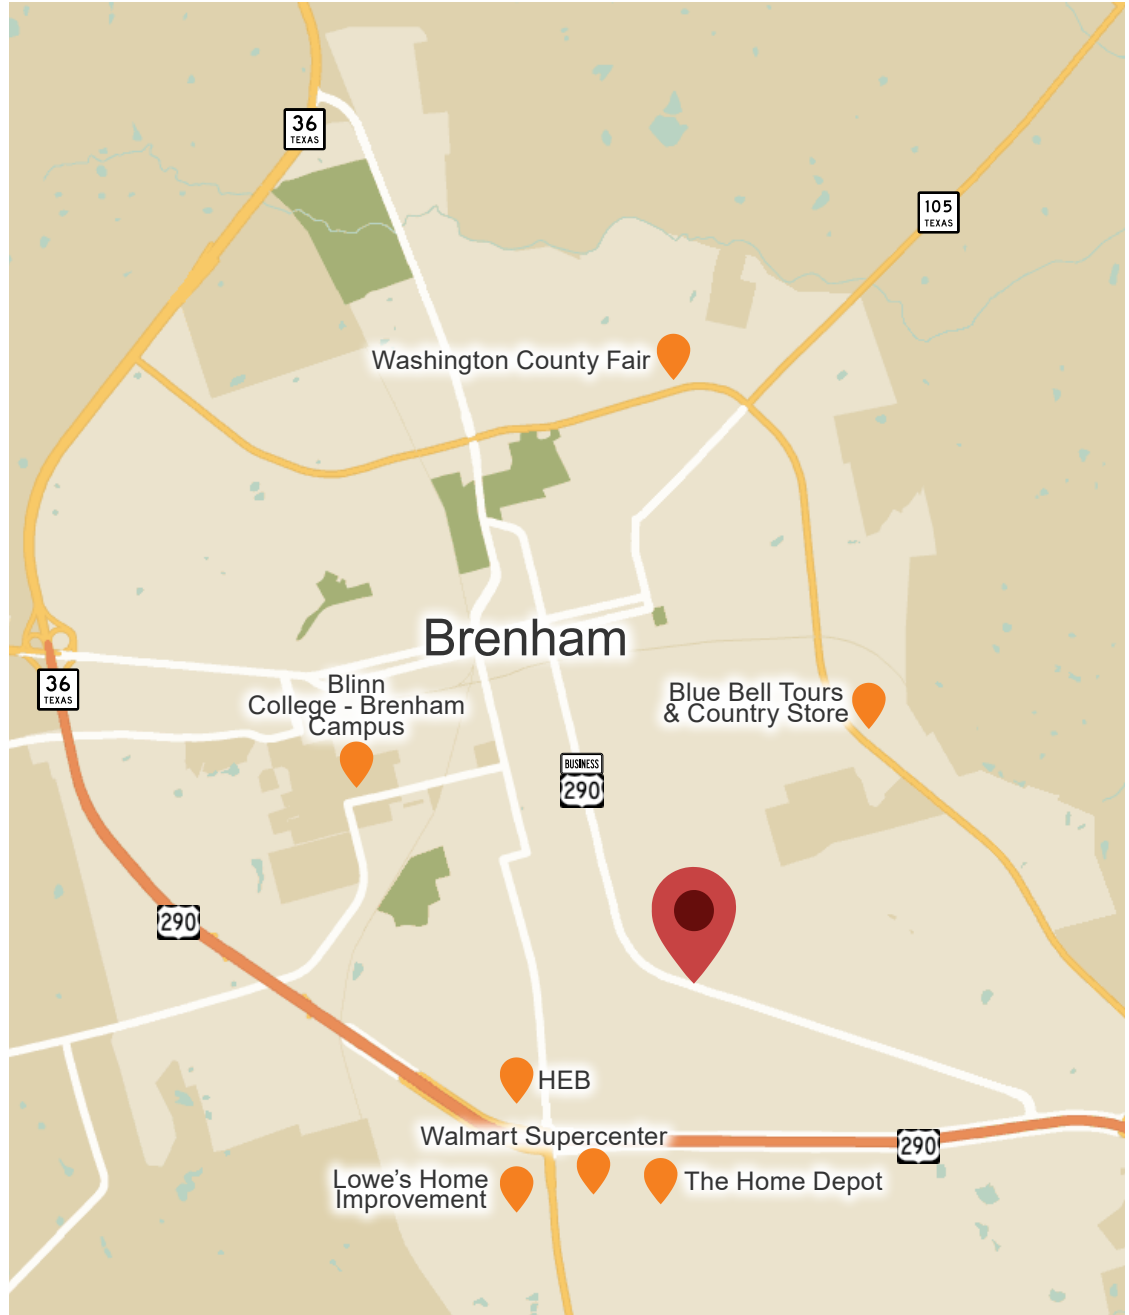 36
TEXAS
105
TEXAS
Washington County Fair
Brenham
36
TEXAS
Blinn
College - Brenham
Campus
Blue Bell Tours
& Country Store
BUSINESS
290
290
HEB
Walmart Supercenter
290
Lowe’s Home
Improvement
The Home Depot